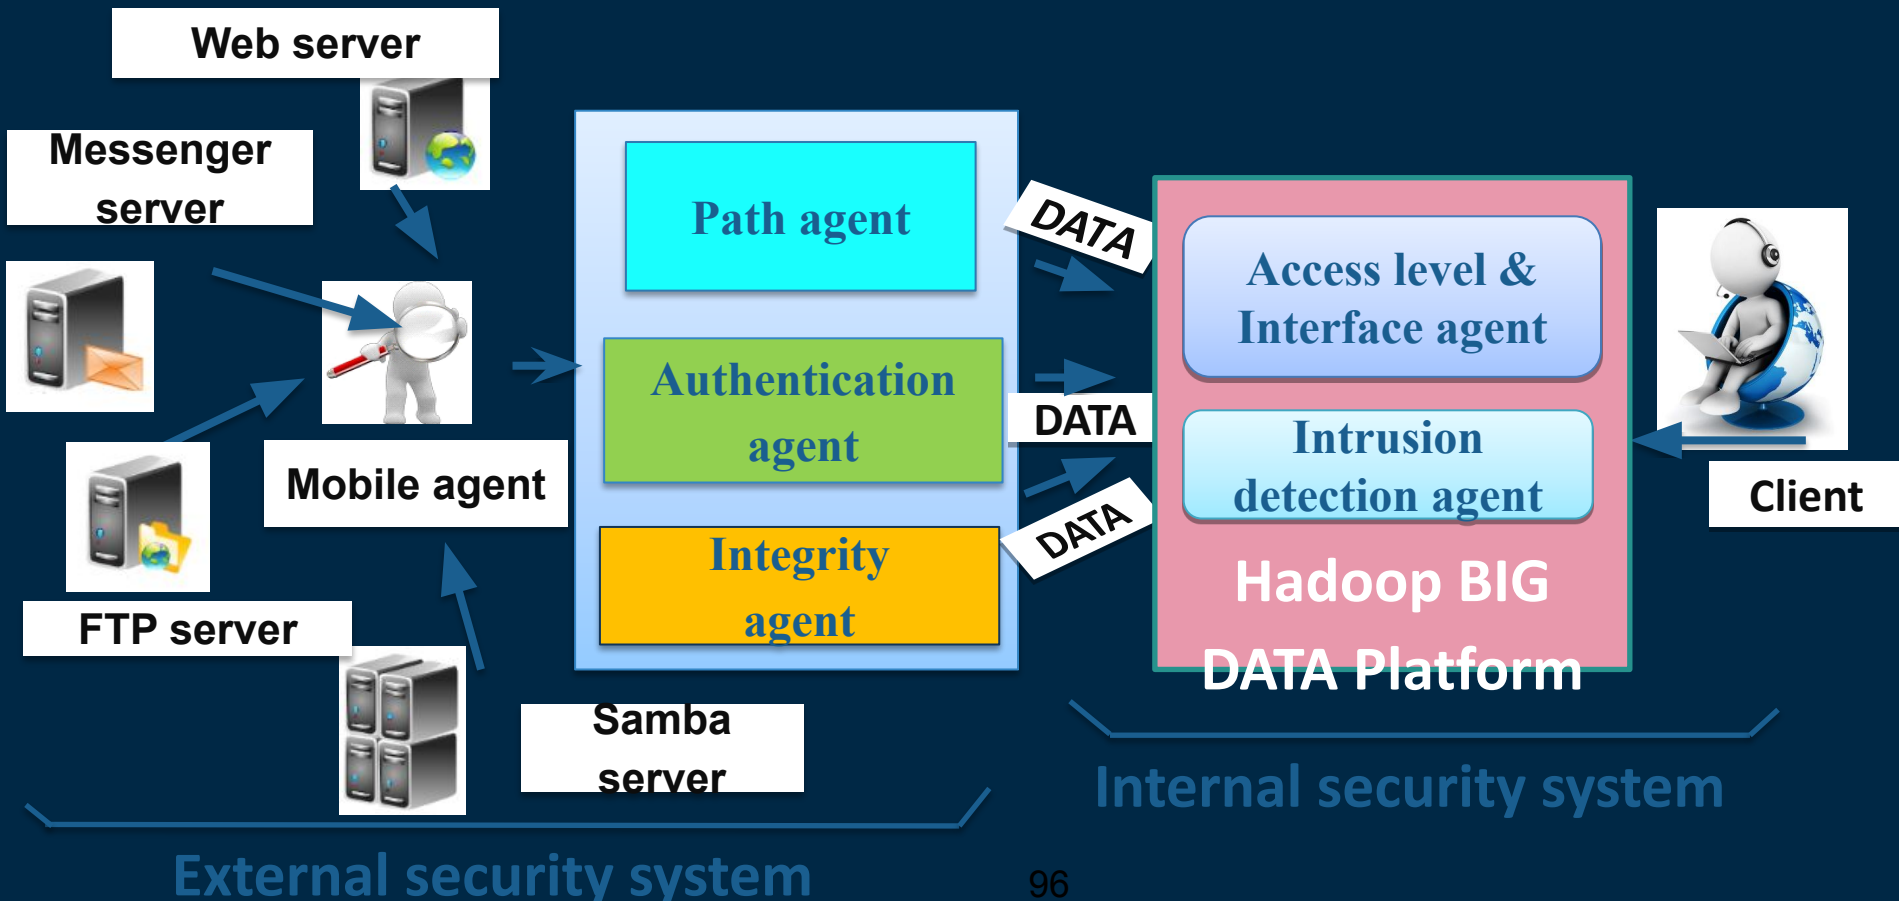 Web server
Messenger
server
Mobile agent
FTP server
Samba
server
Path agent
Authentication
agent
Integrity
agent
DATA
DATA
DATA
Access level &
Interface agent
Intrusion
detection agent
Hadoop BIG
DATA Platform
Client
Internal security system
External security system
96